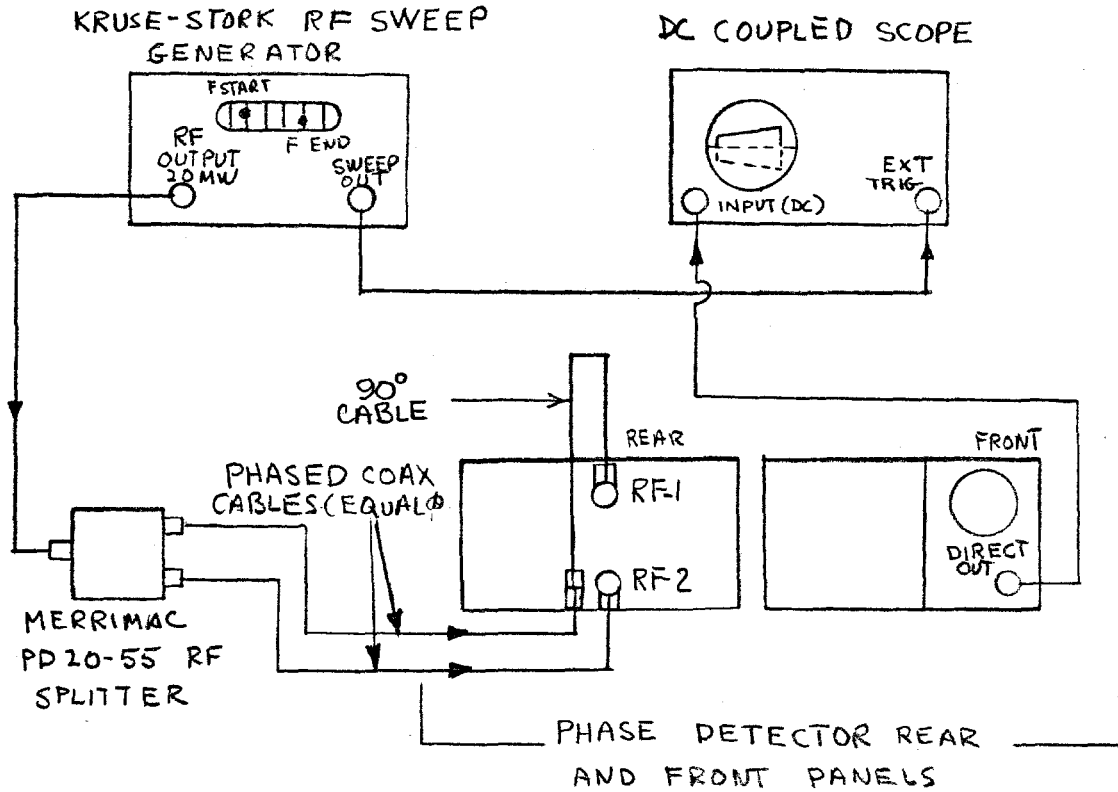 KRUSE-STORK RF SWEEP
GENERATOR
F START
F END
RF
OUTPUT
20MW
SWEEP
OUT
DC COUPLED SCOPE
INPUT (DC)
EXT
TRIG
90°
CABLE
PHASED COAX
CABLES (EQUAL Φ
REAR
RF-1
RF-2
FRONT
DIRECT
OUT
MERRIMAC
PD20-55 RF
SPLITTER
PHASE DETECTOR REAR
AND FRONT PANELS